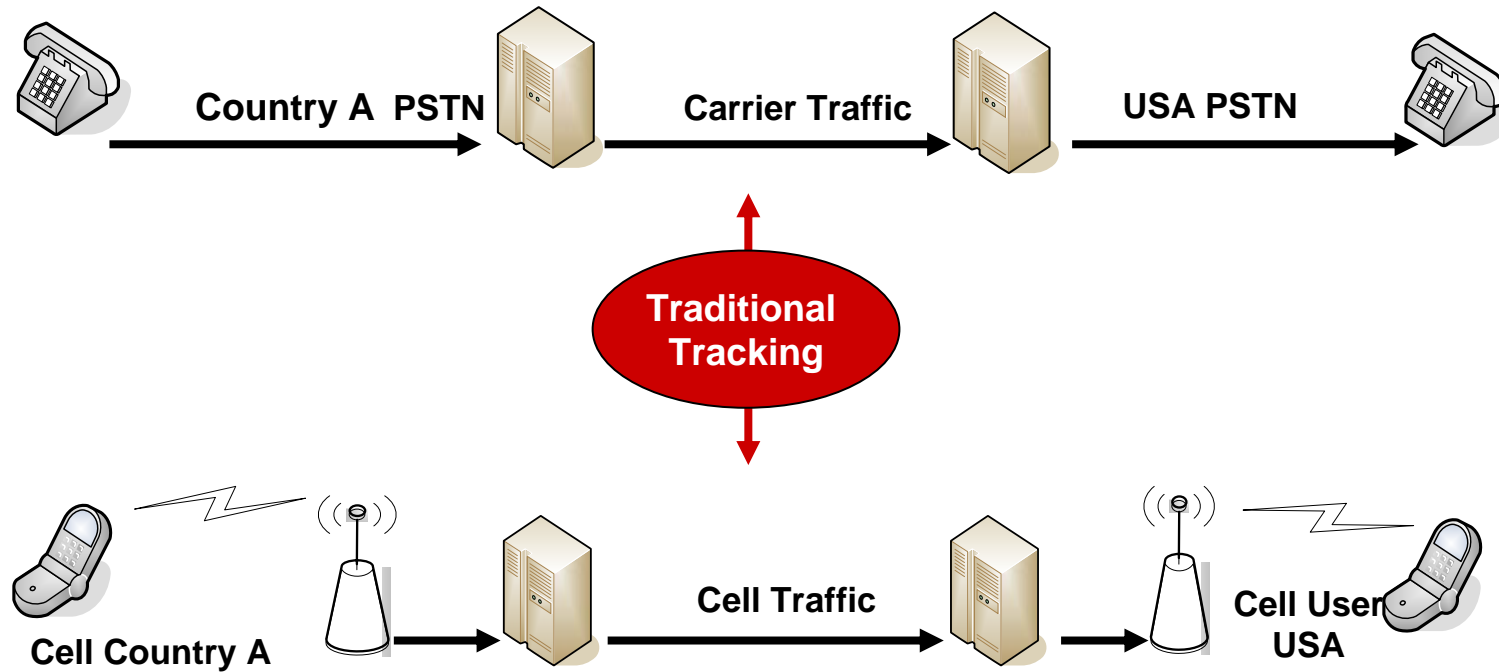 Country A  PSTN
Carrier Traffic
USA PSTN
Traditional
Tracking
Cell Country A
Cell Traffic
Cell User
USA